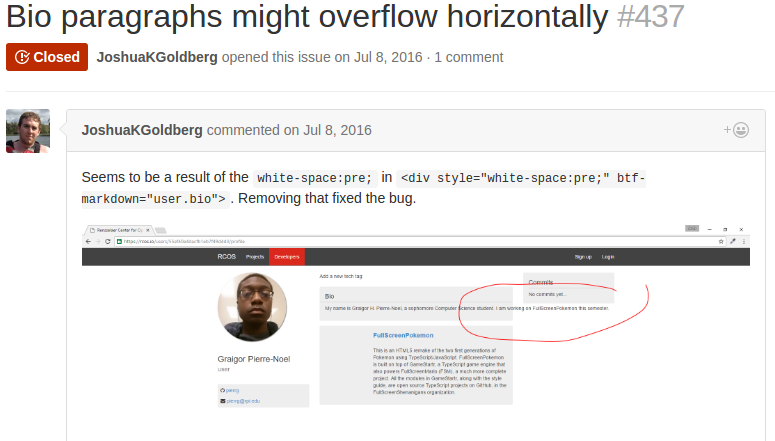 Bio paragraphs might overflow horizontally #437
Closed JoshuaKGoldberg opened this issue on Jul 8, 2016 · 1 comment
JoshuaKGoldberg commented on Jul 8, 2016
Seems to be a result of the white-space:pre; in <div style="white-space:pre;" btf-
markdown="user.bio"> . Removing that fixed the bug.
RCOS Projects Developers Sign up Login
Add a new tech tag
Commits
No commits yet...
Bio
My name is Graigor H. Pierre-Noel, a sophomore Computer Science student. I am working on FullScreenPokemon this semester.
FullScreenPokemon
This is an HTML5 remake of the two first generations of
Pokemon using TypeScript/JavaScript. FullScreenPokemon
is built on top of GameStartr, a TypeScript game engine that
also powers FullScreenMario (FSM), a much more complete
project. All the modules in GameStartr, along with the style
guide, are open source TypeScript projects on GitHub, in the
FullScreenShenanigans organization.
Graigor Pierre-Noel
user
pierrg
pierrg@rpi.edu